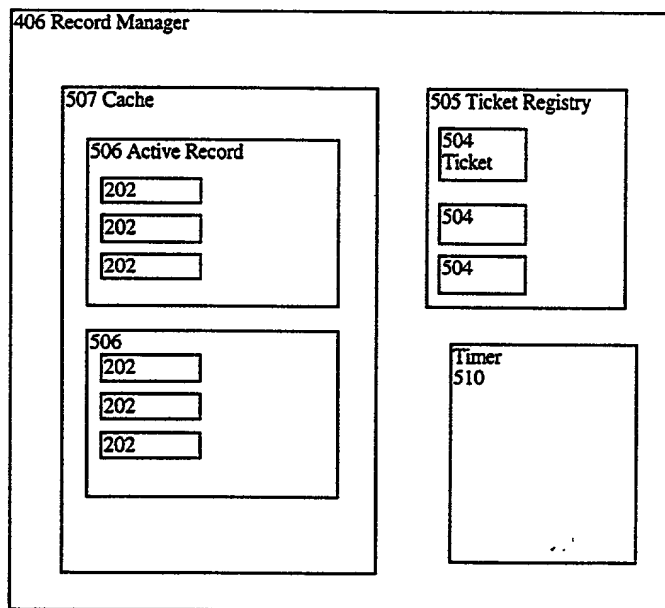 406 Record Manager
507 Cache
506 Active Record
202
202
202
506
202
202
202
505 Ticket Registry
504
Ticket
504
504
Timer
510